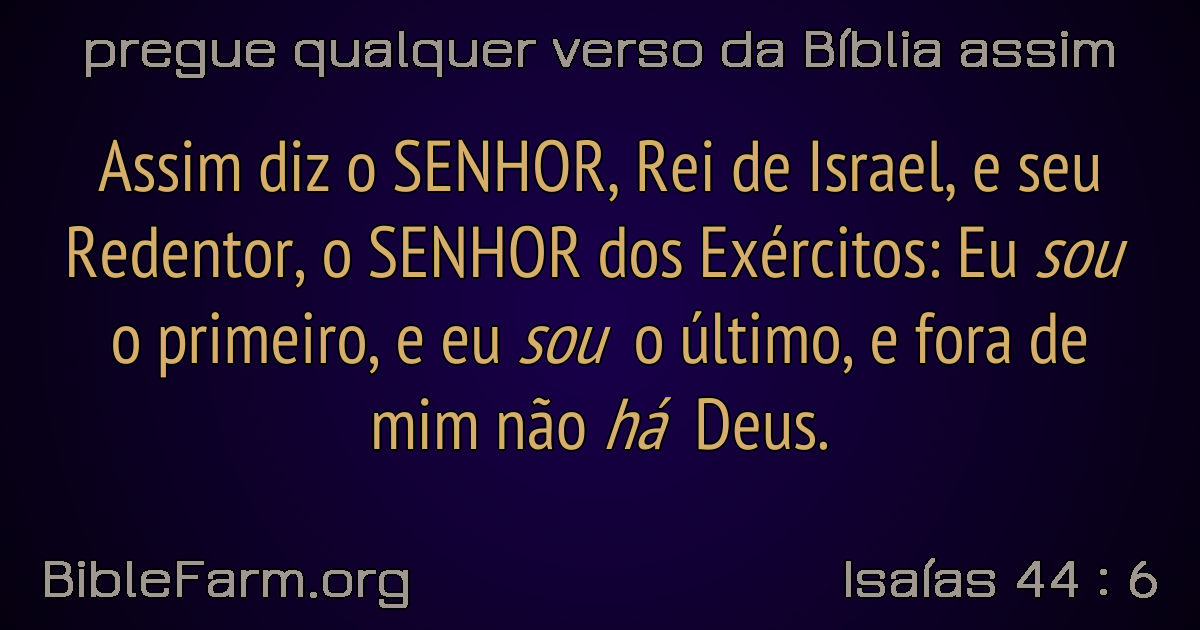 pregue qualquer verso da Bíblia assim
Assim diz o SENHOR, Rei de Israel, e seu
Redentor, o SENHOR dos Exércitos: Eu sou
o primeiro, e eu sou o último, e fora de
mim não há Deus.
BibleFarm.org
Isaías 44 : 6